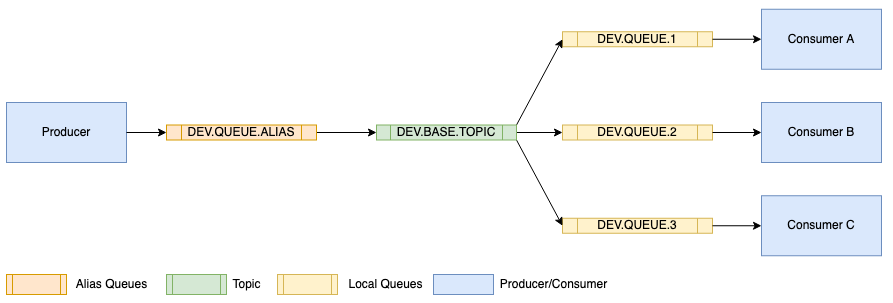 DEV.QUEUE.1
Consumer A
Producer
DEV.QUEUE.ALIAS
DEV.BASE.TOPIC
DEV.QUEUE.2
Consumer B
DEV.QUEUE.3
Consumer C
Alias Queues
Topic
Local Queues
Producer/Consumer